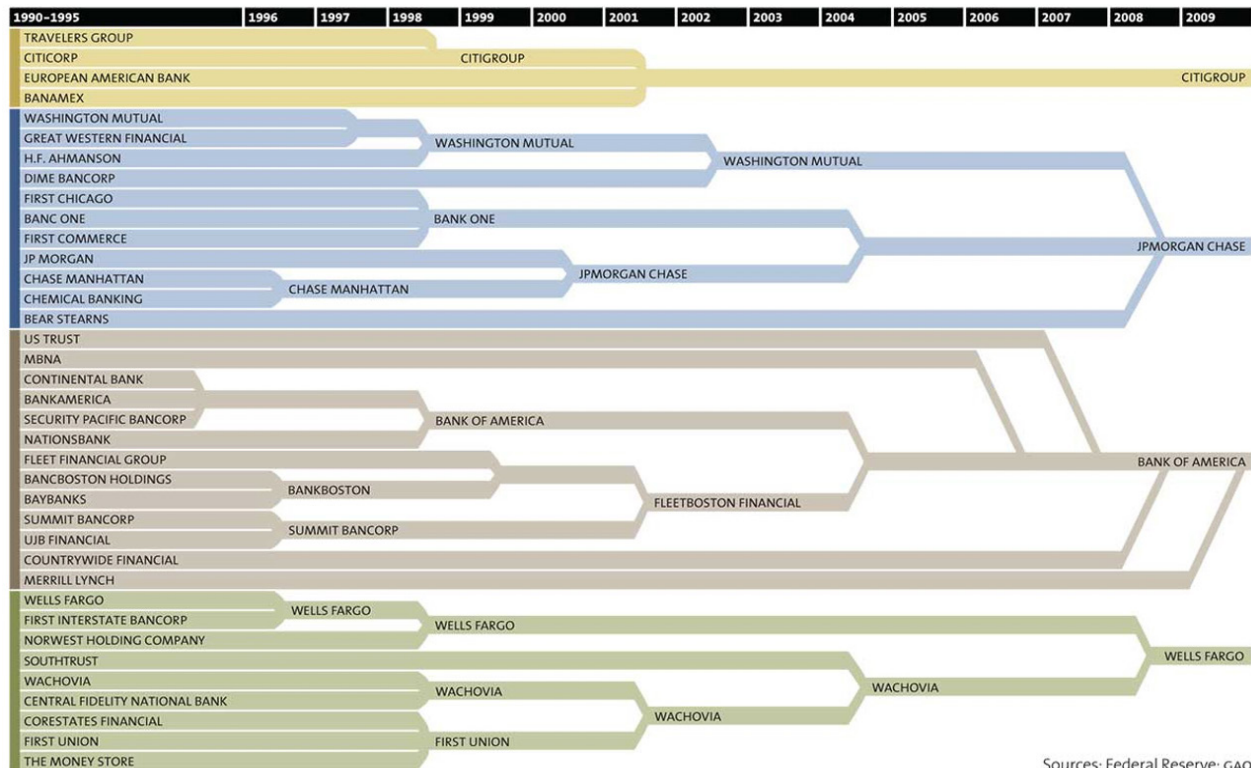 1990–1995 1996 1997 1998 1999 2000 2001 2002 2003 2004 2005 2006 2007 2008 2009
TRAVELERS GROUP
CITICORP CITIGROUP
EUROPEAN AMERICAN BANK CITIGROUP
BANAMEX
WASHINGTON MUTUAL
GREAT WESTERN FINANCIAL
WASHINGTON MUTUAL
H.F. AHMANSON
WASHINGTON MUTUAL
DIME BANCORP
FIRST CHICAGO
BANC ONE BANK ONE
FIRST COMMERCE
JPMORGAN CHASE
JP MORGAN
JPMORGAN CHASE
CHASE MANHATTAN
CHASE MANHATTAN
CHEMICAL BANKING
BEAR STEARNS
US TRUST
MBNA
CONTINENTAL BANK
BANKAMERICA
SECURITY PACIFIC BANCORP BANK OF AMERICA
NATIONSBANK
FLEET FINANCIAL GROUP BANK OF AMERICA
BANCBOSTON HOLDINGS
BANKBOSTON
BAYBANKS
FLEETBOSTON FINANCIAL
SUMMIT BANCORP
SUMMIT BANCORP
UJB FINANCIAL
COUNTRYWIDE FINANCIAL
MERRILL LYNCH
WELLS FARGO
WELLS FARGO
FIRST INTERSTATE BANCORP
WELLS FARGO
NORWEST HOLDING COMPANY
WELLS FARGO
SOUTHTRUST
WACHOVIA
WACHOVIA
WACHOVIA
CENTRAL FIDELITY NATIONAL BANK
WACHOVIA
CORESTATES FINANCIAL
FIRST UNION FIRST UNION
THE MONEY STORE
Sources: Federal Reserve; GAO